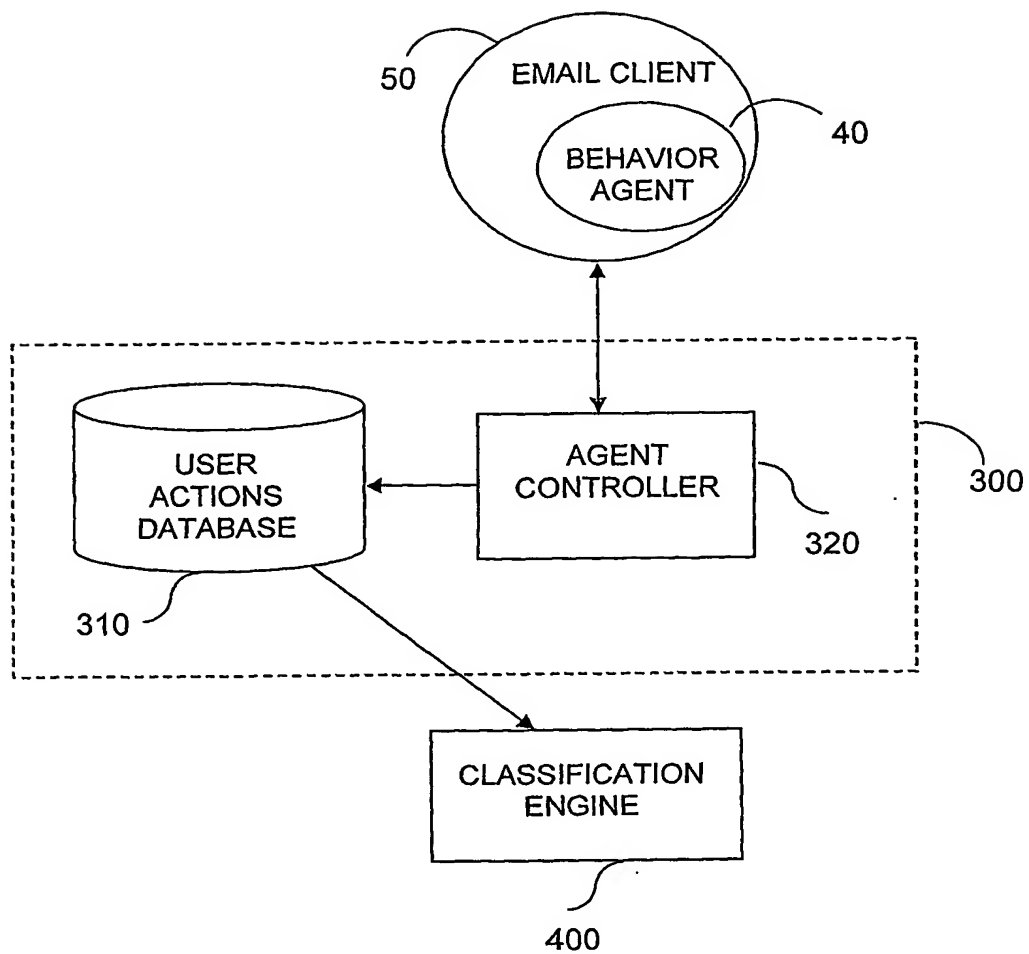 50
EMAIL CLIENT
40
BEHAVIOR
AGENT
USER
ACTIONS
DATABASE
AGENT
CONTROLLER
300
320
310
CLASSIFICATION
ENGINE
400